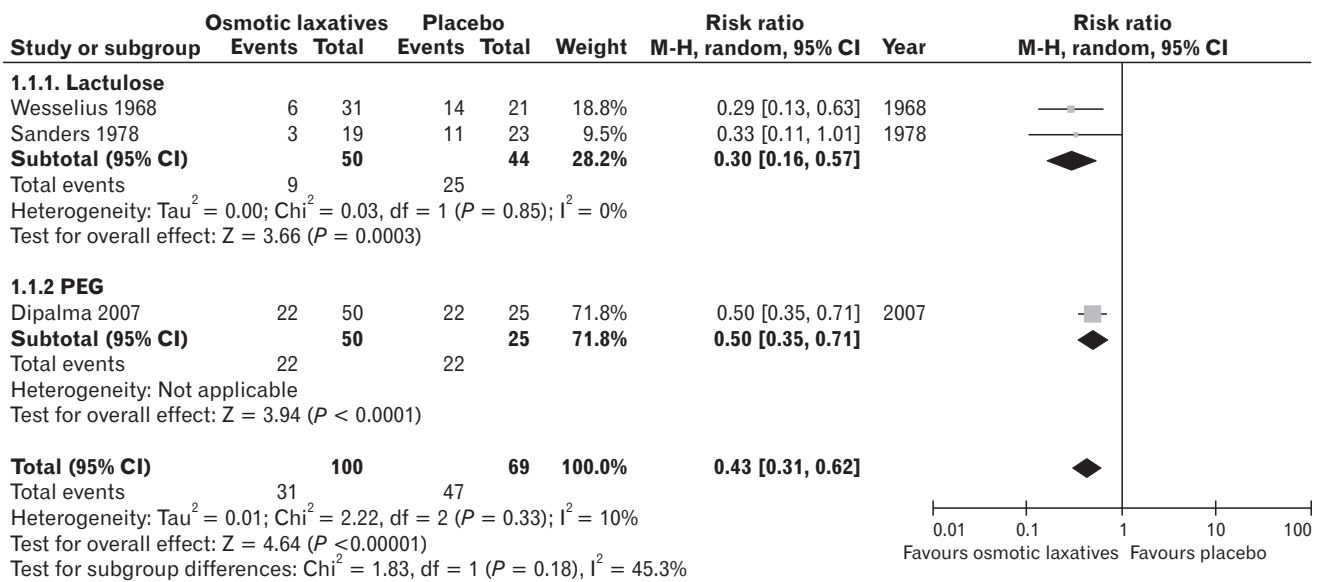 Osmotic laxatives Placebo Risk ratio Risk ratio
Study or subgroup Events Total Events Total Weight M-H, random, 95% CI Year M-H, random, 95% CI
1.1.1. Lactulose
Wesselius 1968 6 31 14 21 18.8% 0.29 [0.13, 0.63] 1968
Sanders 1978 3 19 11 23 9.5% 0.33 [0.11, 1.01] 1978
Subtotal (95% CI) 50 44 28.2% 0.30 [0.16, 0.57]
Total events 9 25
Heterogeneity: Tau² = 0.00; Chi² = 0.03, df = 1 (P = 0.85); I² = 0%
Test for overall effect: Z = 3.66 (P = 0.0003)
1.1.2 PEG
Dipalma 2007 22 50 22 25 71.8% 0.50 [0.35, 0.71] 2007
Subtotal (95% CI) 50 25 71.8% 0.50 [0.35, 0.71]
Total events 22 22
Heterogeneity: Not applicable
Test for overall effect: Z = 3.94 (P < 0.0001)
Total (95% CI) 100 69 100.0% 0.43 [0.31, 0.62]
Total events 31 47
Heterogeneity: Tau² = 0.01; Chi² = 2.22, df = 2 (P = 0.33); I² = 10%
Test for overall effect: Z = 4.64 (P <0.00001)
Test for subgroup differences: Chi² = 1.83, df = 1 (P = 0.18), I² = 45.3%
0.01 0.1 1 10 100
Favours osmotic laxatives Favours placebo